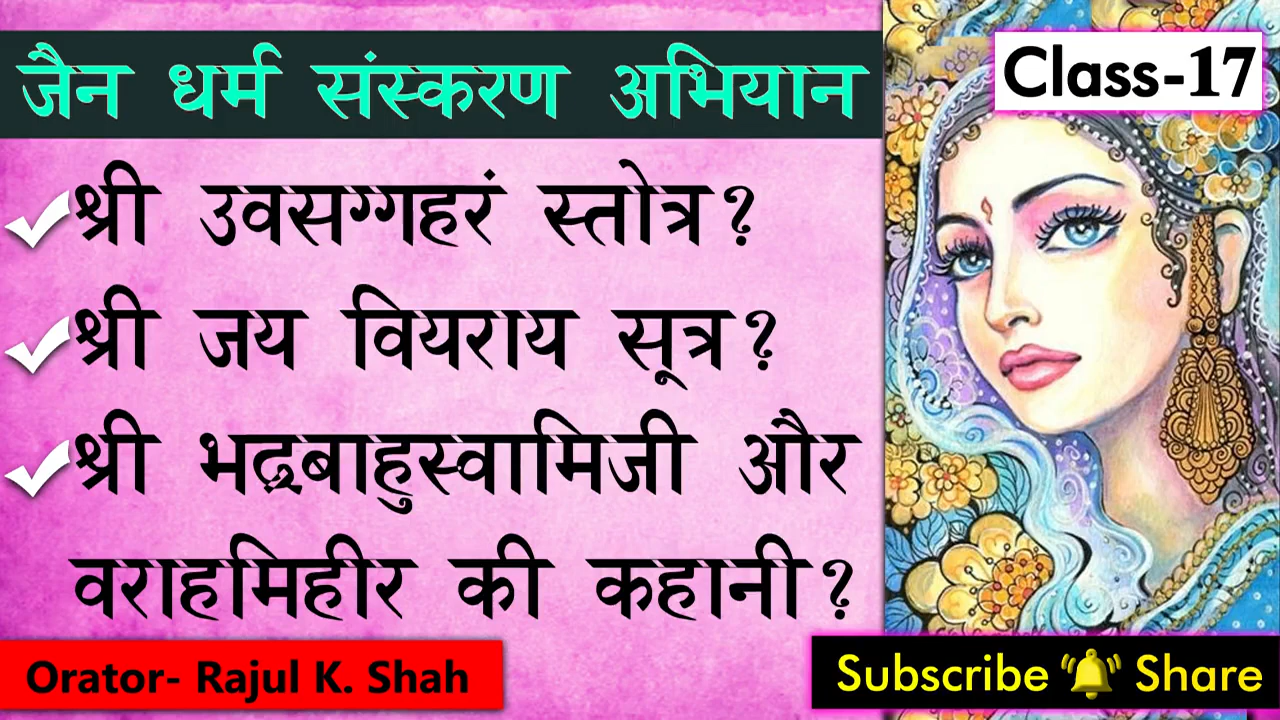 जैन धर्म संस्करण अभियान
Class-17
श्री उवसग्गहरं स्तोत्र?
श्री जय वियराय सूत्र?
श्री भद्रबाहुस्वामिजी और
वराहमिहीर की कहानी?
Orator- Rajul K. Shah
Subscribe Share